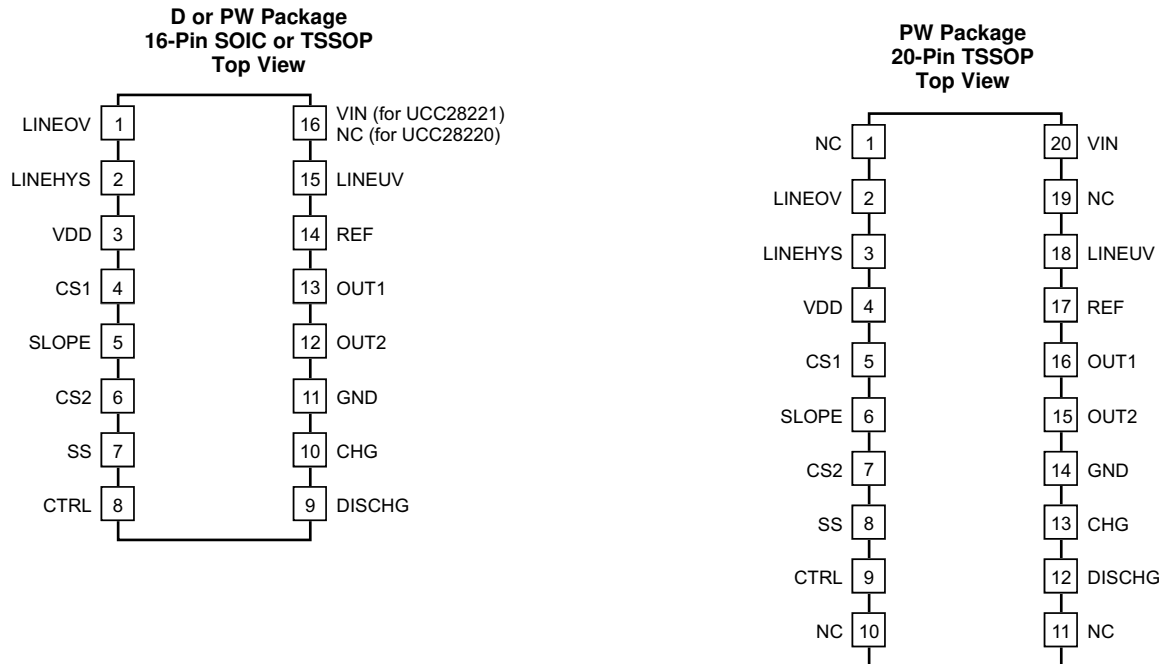 D or PW Package
16-Pin SOIC or TSSOP
Top View
LINEOV 1
16 VIN (for UCC28221)
NC (for UCC28220)
LINEHYS 2
15 LINEUV
VDD 3
14 REF
CS1 4
13 OUT1
SLOPE 5
12 OUT2
CS2 6
11 GND
SS 7
10 CHG
CTRL 8
9 DISCHG
PW Package
20-Pin TSSOP
Top View
NC 1
20 VIN
LINEOV 2
19 NC
LINEHYS 3
18 LINEUV
VDD 4
17 REF
CS1 5
16 OUT1
SLOPE 6
15 OUT2
CS2 7
14 GND
SS 8
13 CHG
CTRL 9
12 DISCHG
NC 10
11 NC